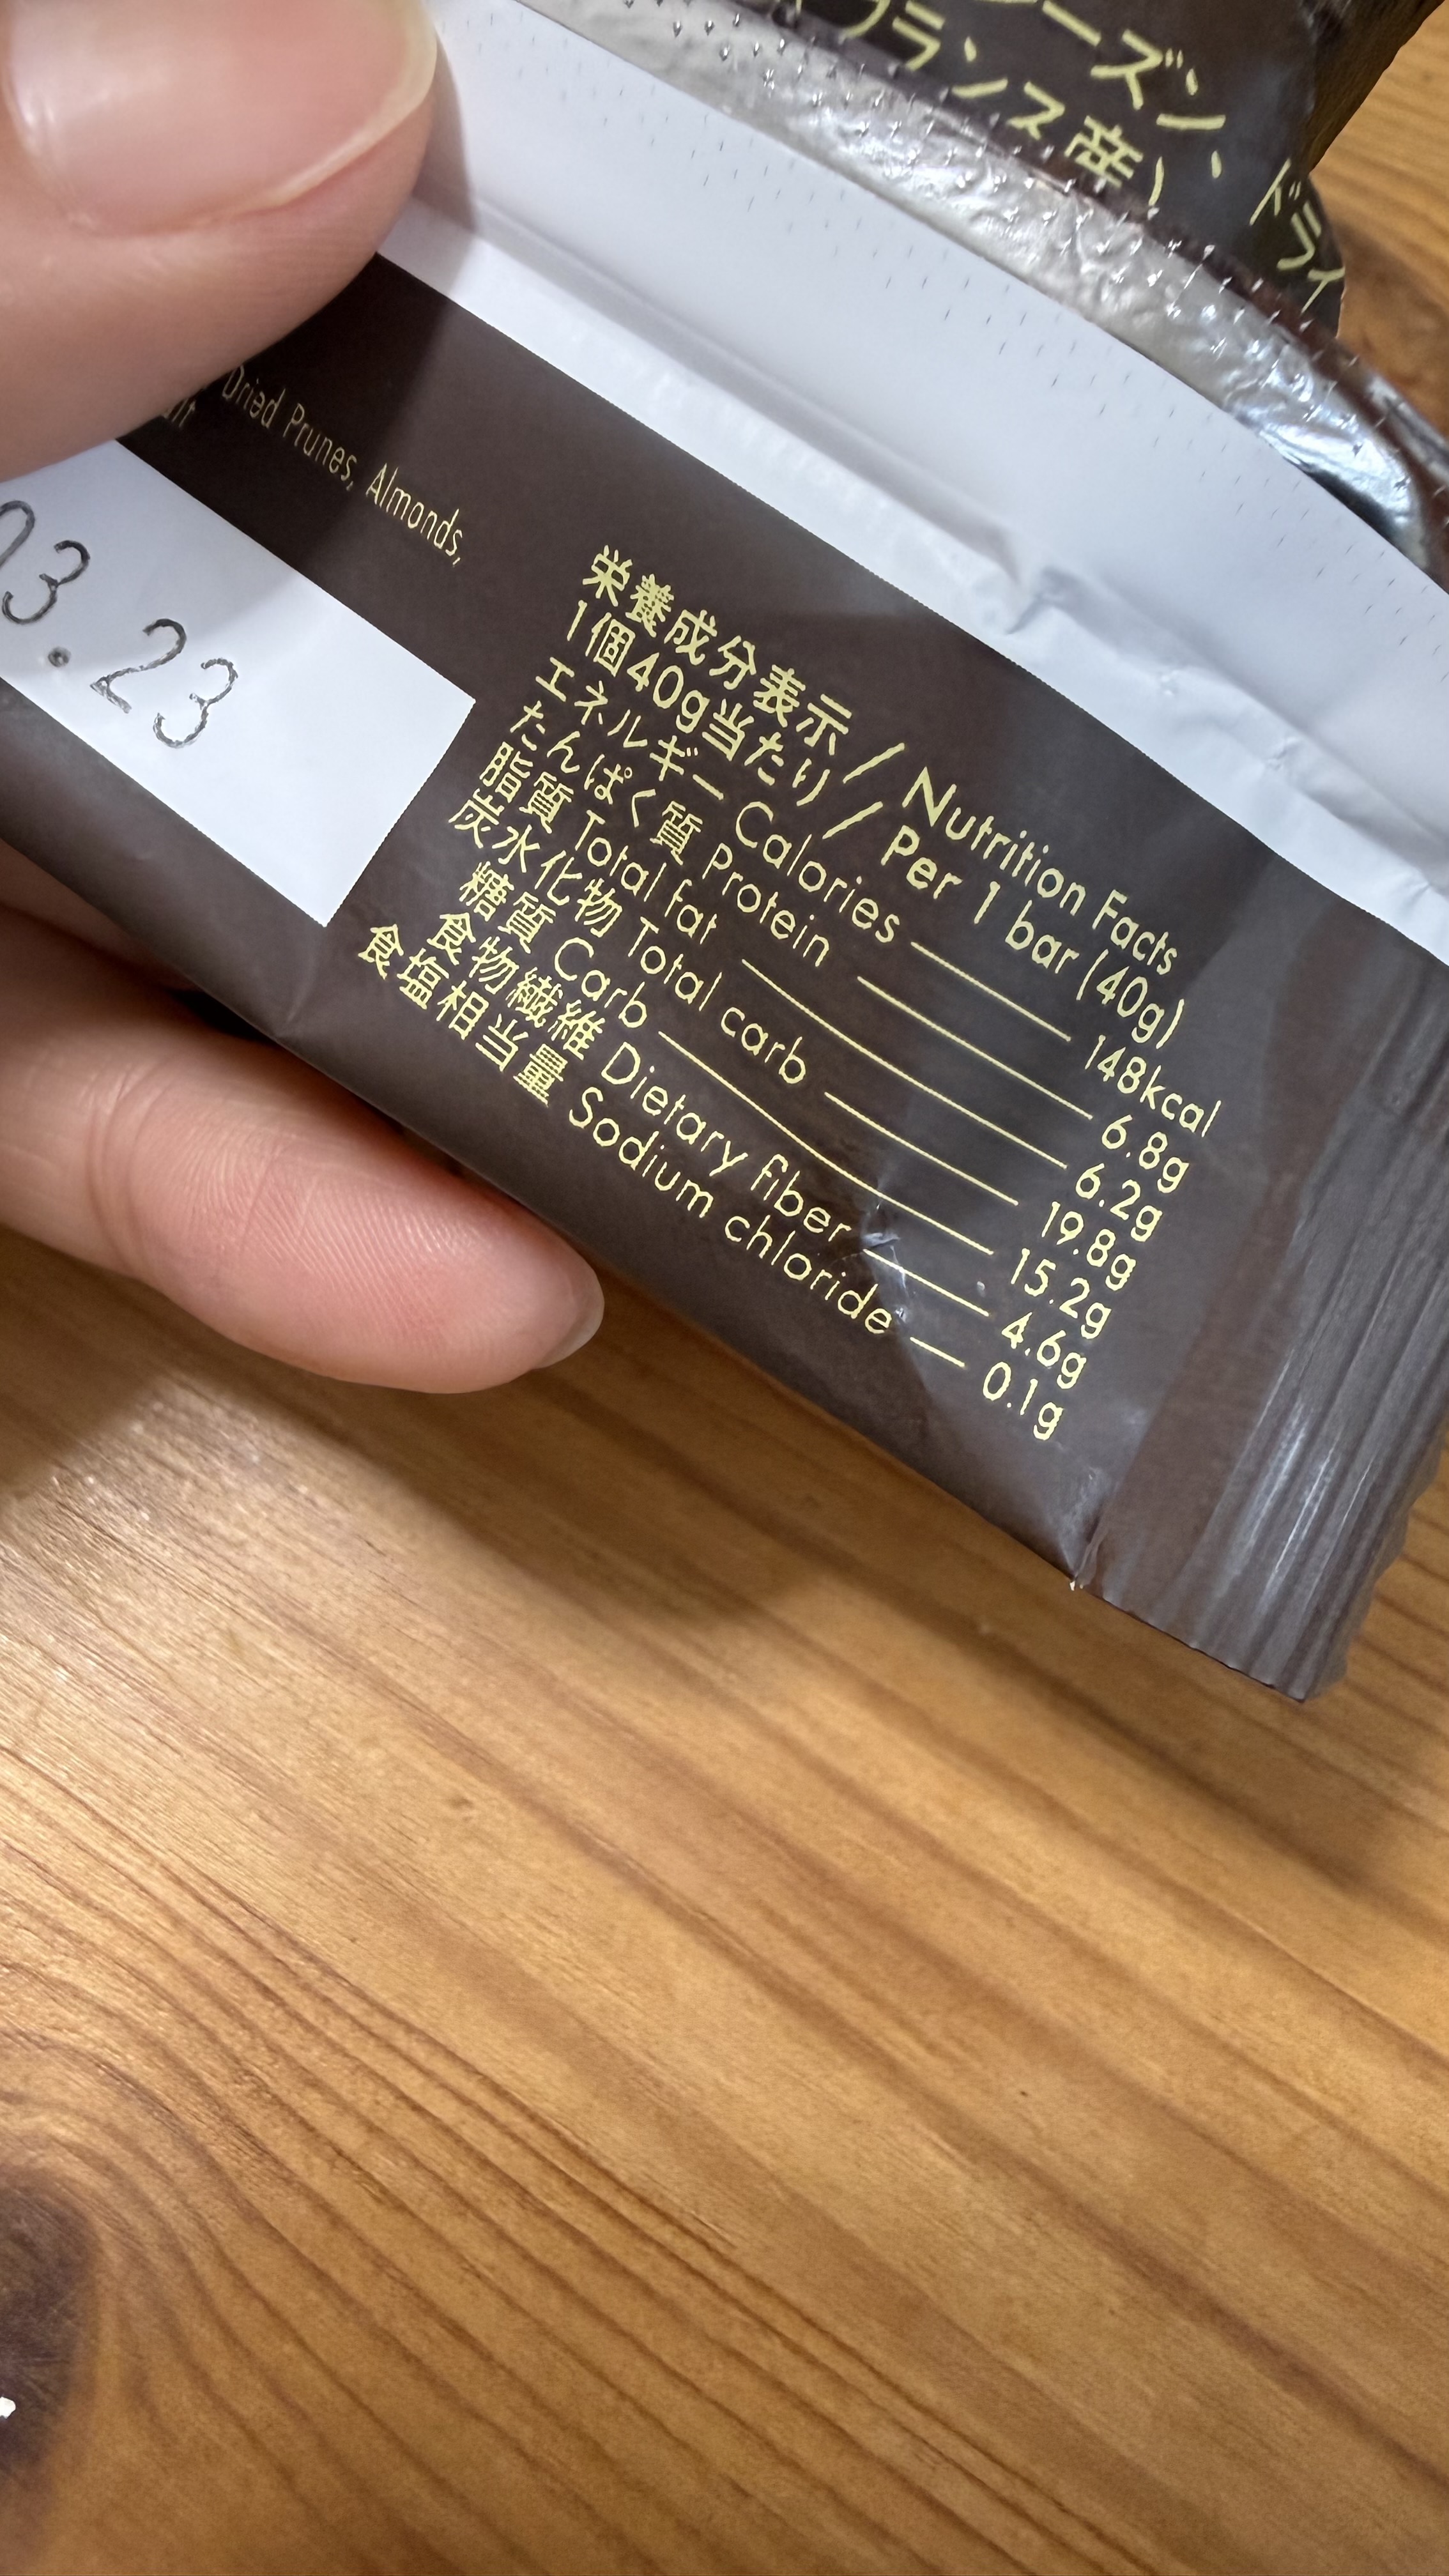 フランス産)、ドライ
Dried Prunes, Almonds,
03.23
栄養成分表示 / Nutrition Facts
1個40g当たり / Per 1 bar (40g)
エネルギー Calories 148kcal
たんぱく質 Protein 6.8g
脂質 Total fat 6.2g
炭水化物 Total carb 19.8g
糖質 Carb 15.2g
食物繊維 Dietary fiber 4.6g
食塩相当量 Sodium chloride 0.1g